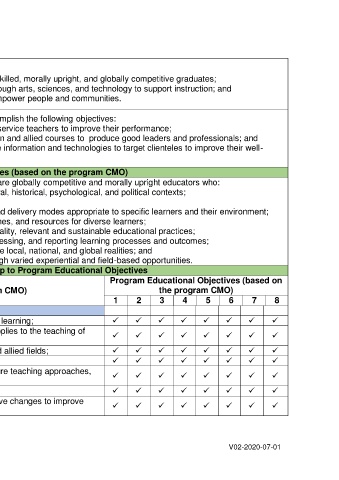 killed, morally upright, and globally competitive graduates;
ough arts, sciences, and technology to support instruction; and
mpower people and communities.
mplish the following objectives:
service teachers to improve their performance;
n and allied courses to produce good leaders and professionals; and
e information and technologies to target clienteles to improve their well-
es (based on the program CMO)
are globally competitive and morally upright educators who:
al, historical, psychological, and political contexts;
nd delivery modes appropriate to specific learners and their environment;
nes, and resources for diverse learners;
ality, relevant and sustainable educational practices;
essing, and reporting learning processes and outcomes;
e local, national, and global realities; and
gh varied experiential and field-based opportunities.
p to Program Educational Objectives
m CMO)
Program Educational Objectives (based on
the program CMO)
1 2 3 4 5 6 7 8
learning; ✓ ✓ ✓ ✓ ✓ ✓ ✓ ✓
pplies to the teaching of ✓ ✓ ✓ ✓ ✓ ✓ ✓ ✓
d allied fields; ✓ ✓ ✓ ✓ ✓ ✓ ✓ ✓
✓ ✓ ✓ ✓ ✓ ✓ ✓ ✓
re teaching approaches, ✓ ✓ ✓ ✓ ✓ ✓ ✓ ✓
✓ ✓ ✓ ✓ ✓ ✓ ✓ ✓
ve changes to improve ✓ ✓ ✓ ✓ ✓ ✓ ✓ ✓
V02-2020-07-01